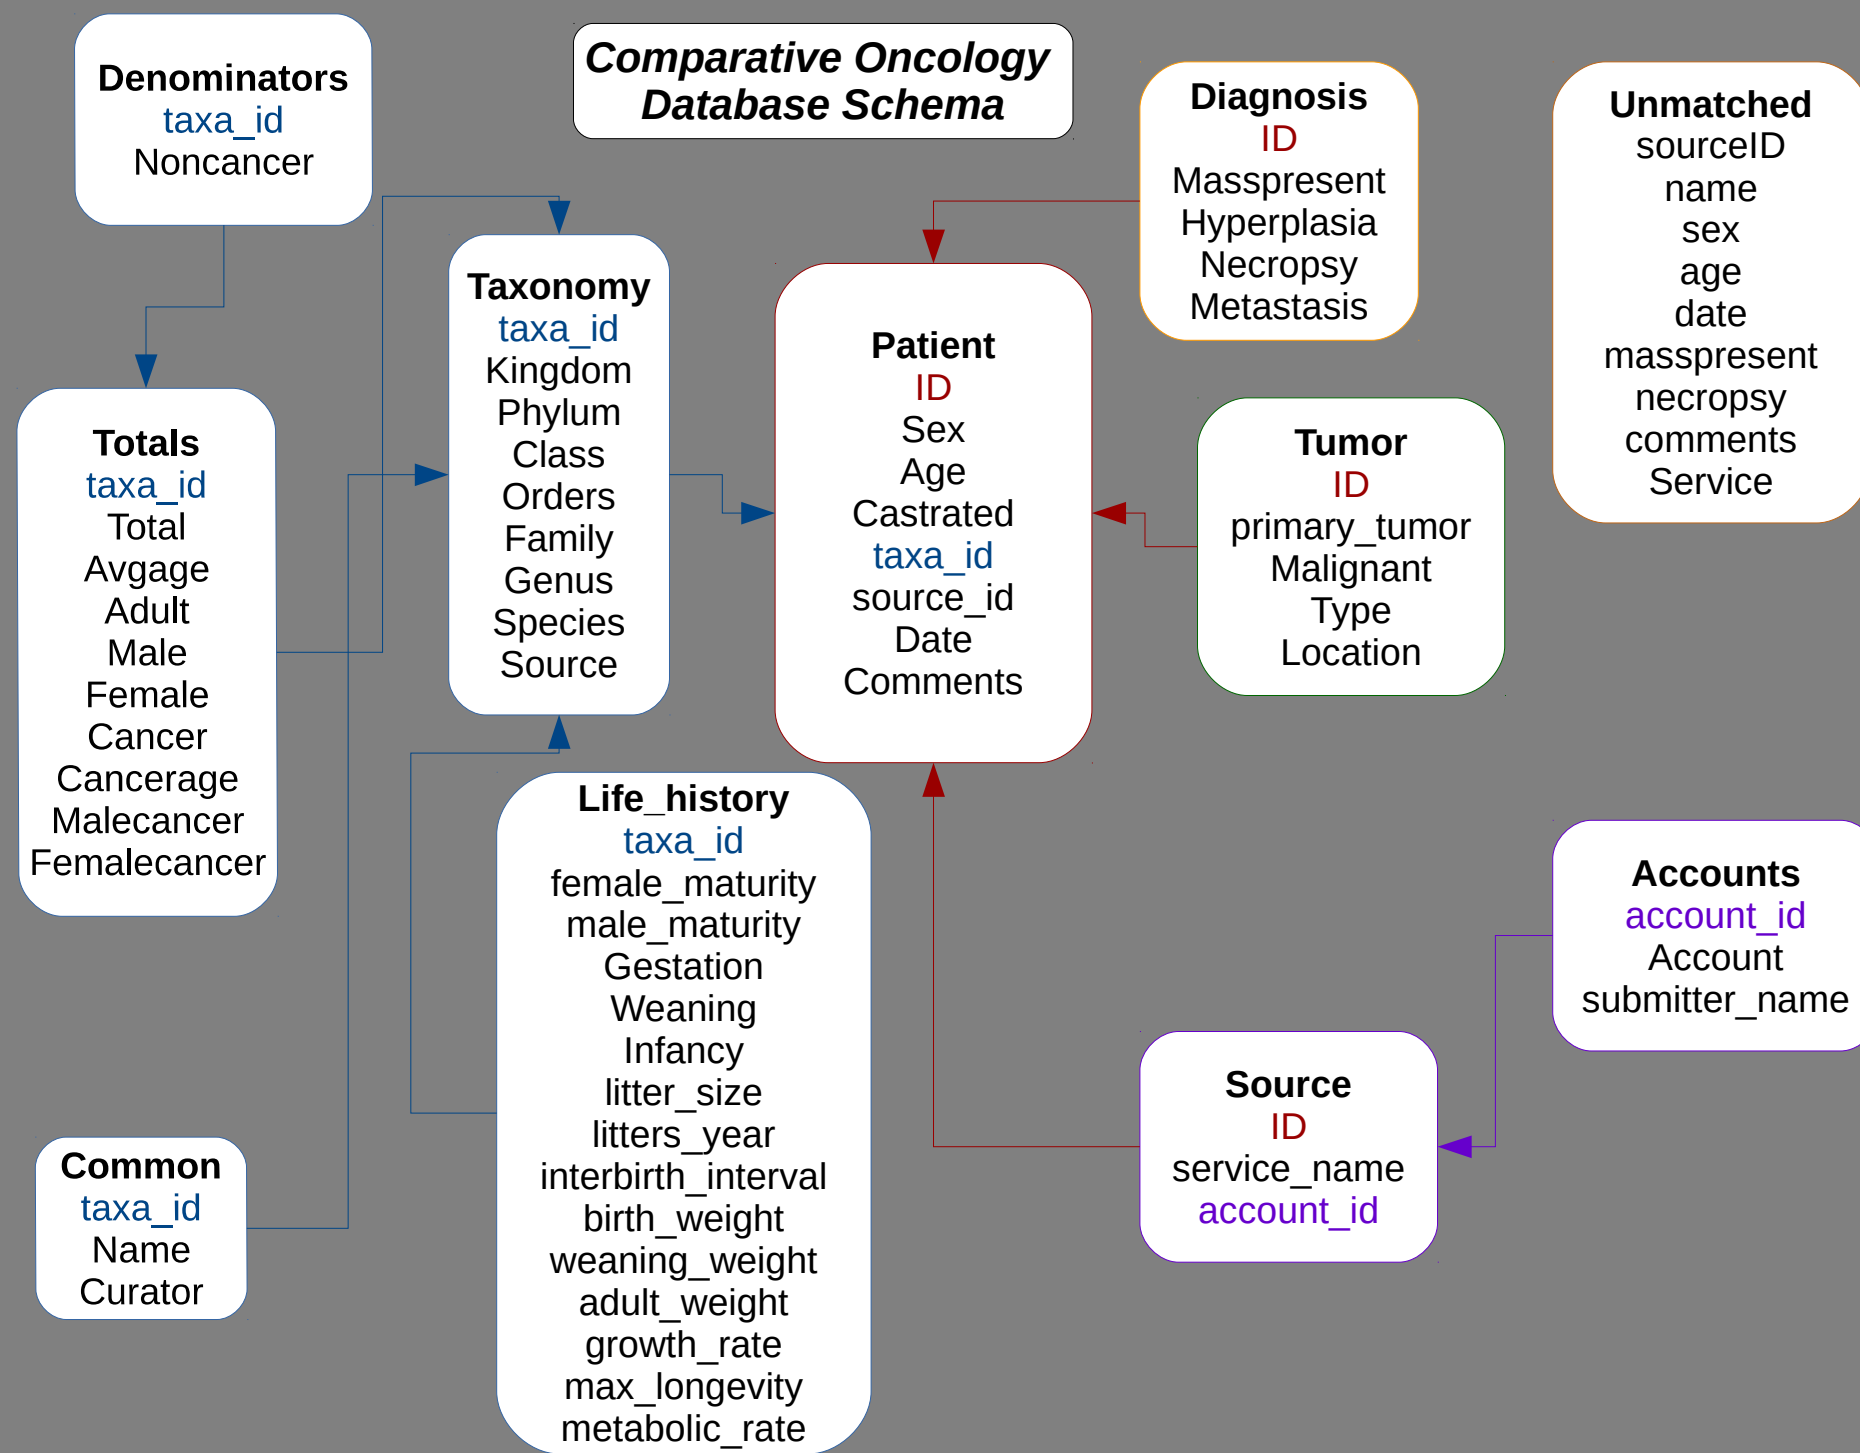 Comparative Oncology
Database Schema
Denominators
taxa_id
Noncancer
Totals
taxa_id
Total
Avgage
Adult
Male
Female
Cancer
Cancerage
Malecancer
Femalecancer
Common
taxa_id
Name
Curator
Taxonomy
taxa_id
Kingdom
Phylum
Class
Orders
Family
Genus
Species
Source
Life_history
taxa_id
female_maturity
male_maturity
Gestation
Weaning
Infancy
litter_size
litters_year
interbirth_interval
birth_weight
weaning_weight
adult_weight
growth_rate
max_longevity
metabolic_rate
Patient
ID
Sex
Age
Castrated
taxa_id
source_id
Date
Comments
Diagnosis
ID
Masspresent
Hyperplasia
Necropsy
Metastasis
Tumor
ID
primary_tumor
Malignant
Type
Location
Source
ID
service_name
account_id
Unmatched
sourceID
name
sex
age
date
masspresent
necropsy
comments
Service
Accounts
account_id
Account
submitter_name